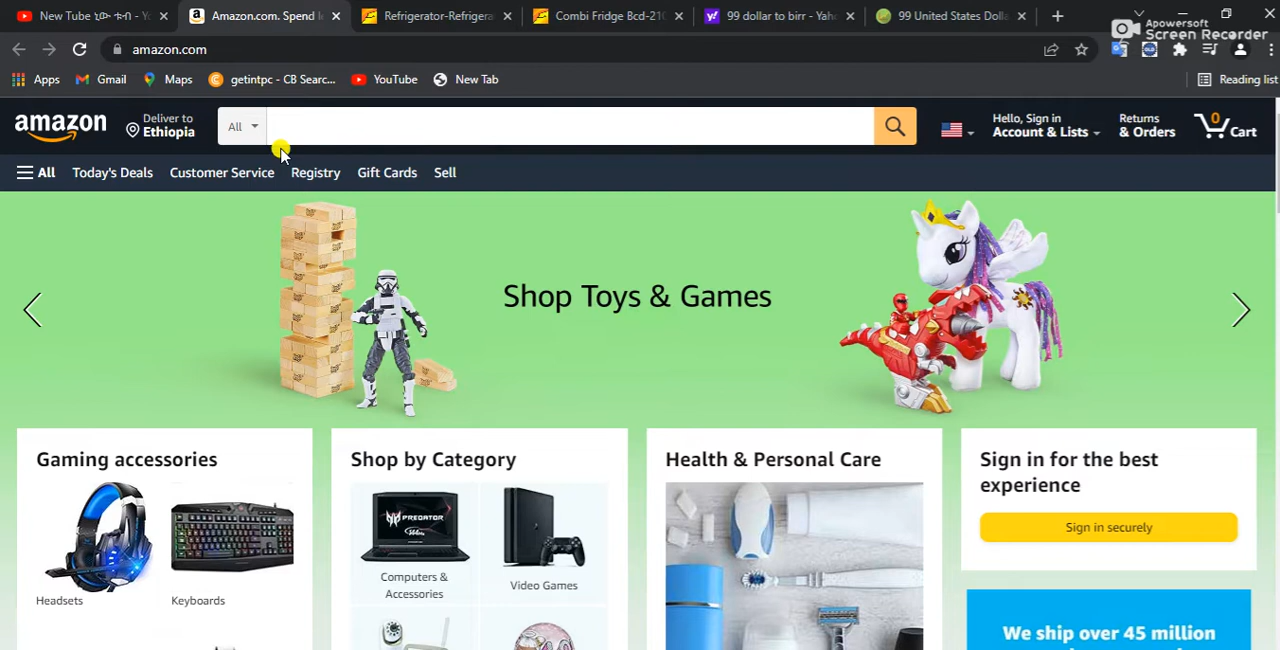 New Tube ነው ቱብ - Y
Amazon.com. Spend l
Refrigerator-Refrigera
Combi Fridge Bcd-210
99 dollar to birr - Yah
99 United States Dolla
Apowersoft
Screen Recorder
amazon.com
Apps
Gmail
Maps
getintpc - CB Searc...
YouTube
New Tab
Reading list
amazon
Deliver to
Ethiopia
All
Hello, Sign in
Account & Lists
Returns
& Orders
0
Cart
All
Today's Deals
Customer Service
Registry
Gift Cards
Sell
Shop Toys & Games
Gaming accessories
Shop by Category
Health & Personal Care
Sign in for the best
experience
Sign in securely
PREDATOR
Headsets
Keyboards
Computers &
Accessories
Video Games
We ship over 45 million